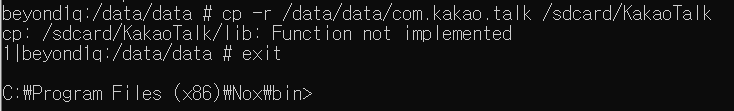 beyond1q:/data/data # cp -r /data/data/com.kakao.talk /sdcard/KakaoTalk
cp: /sdcard/KakaoTalk/lib: Function not implemented
1|beyond1q:/data/data # exit
C:₩Program Files (x86)₩Nox₩bin>